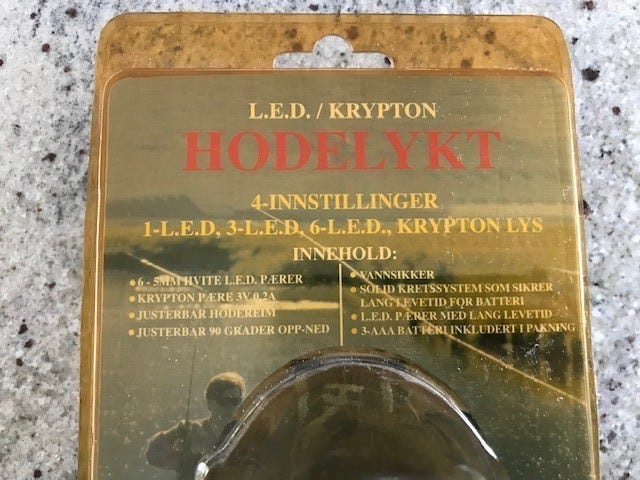 L.E.D. / KRYPTON
HODELYKT
4-INNSTILLINGER
1-L.E.D, 3-L.E.D, 6-L.E.D., KRYPTON LYS
INNEHOLD:
6 - 5MM HVITE L.E.D. PÆRER
KRYPTON PÆRE 3V 0.2A
JUSTERBAR HODEREIM
JUSTERBAR 90 GRADER OPP-NED
VANNSIKKER
SOLID KRETSSYSTEM SOM SIKRER
LANG LEVETID FOR BATTERI
L.E.D. PÆRER MED LANG LEVETID
3-AAA BATTERI INKLUDERT I PAKNING